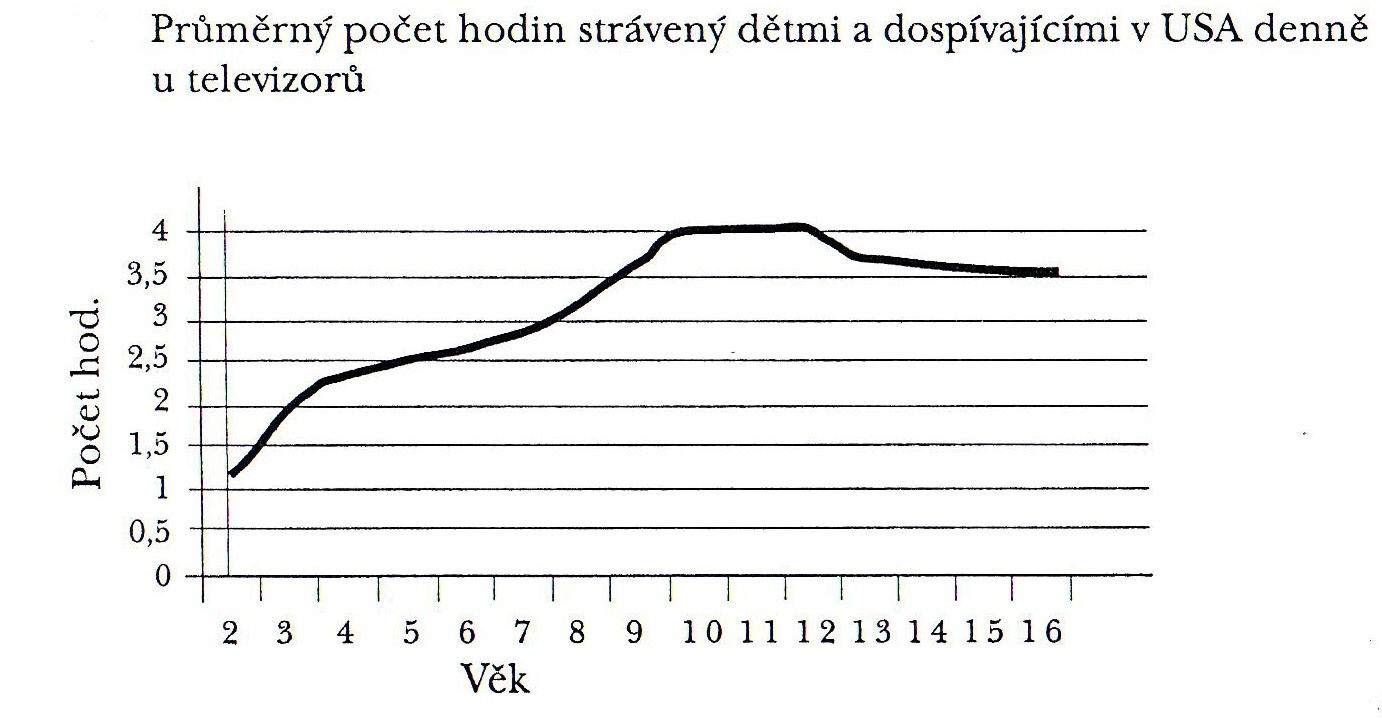 Průměrný počet hodin strávený dětmi a dospívajícími v USA denně
u televizorů
Počet hod.
4
3,5
3
2,5
2
1,5
1
0,5
0
2 3 4 5 6 7 8 9 10 11 12 13 14 15 16
Věk